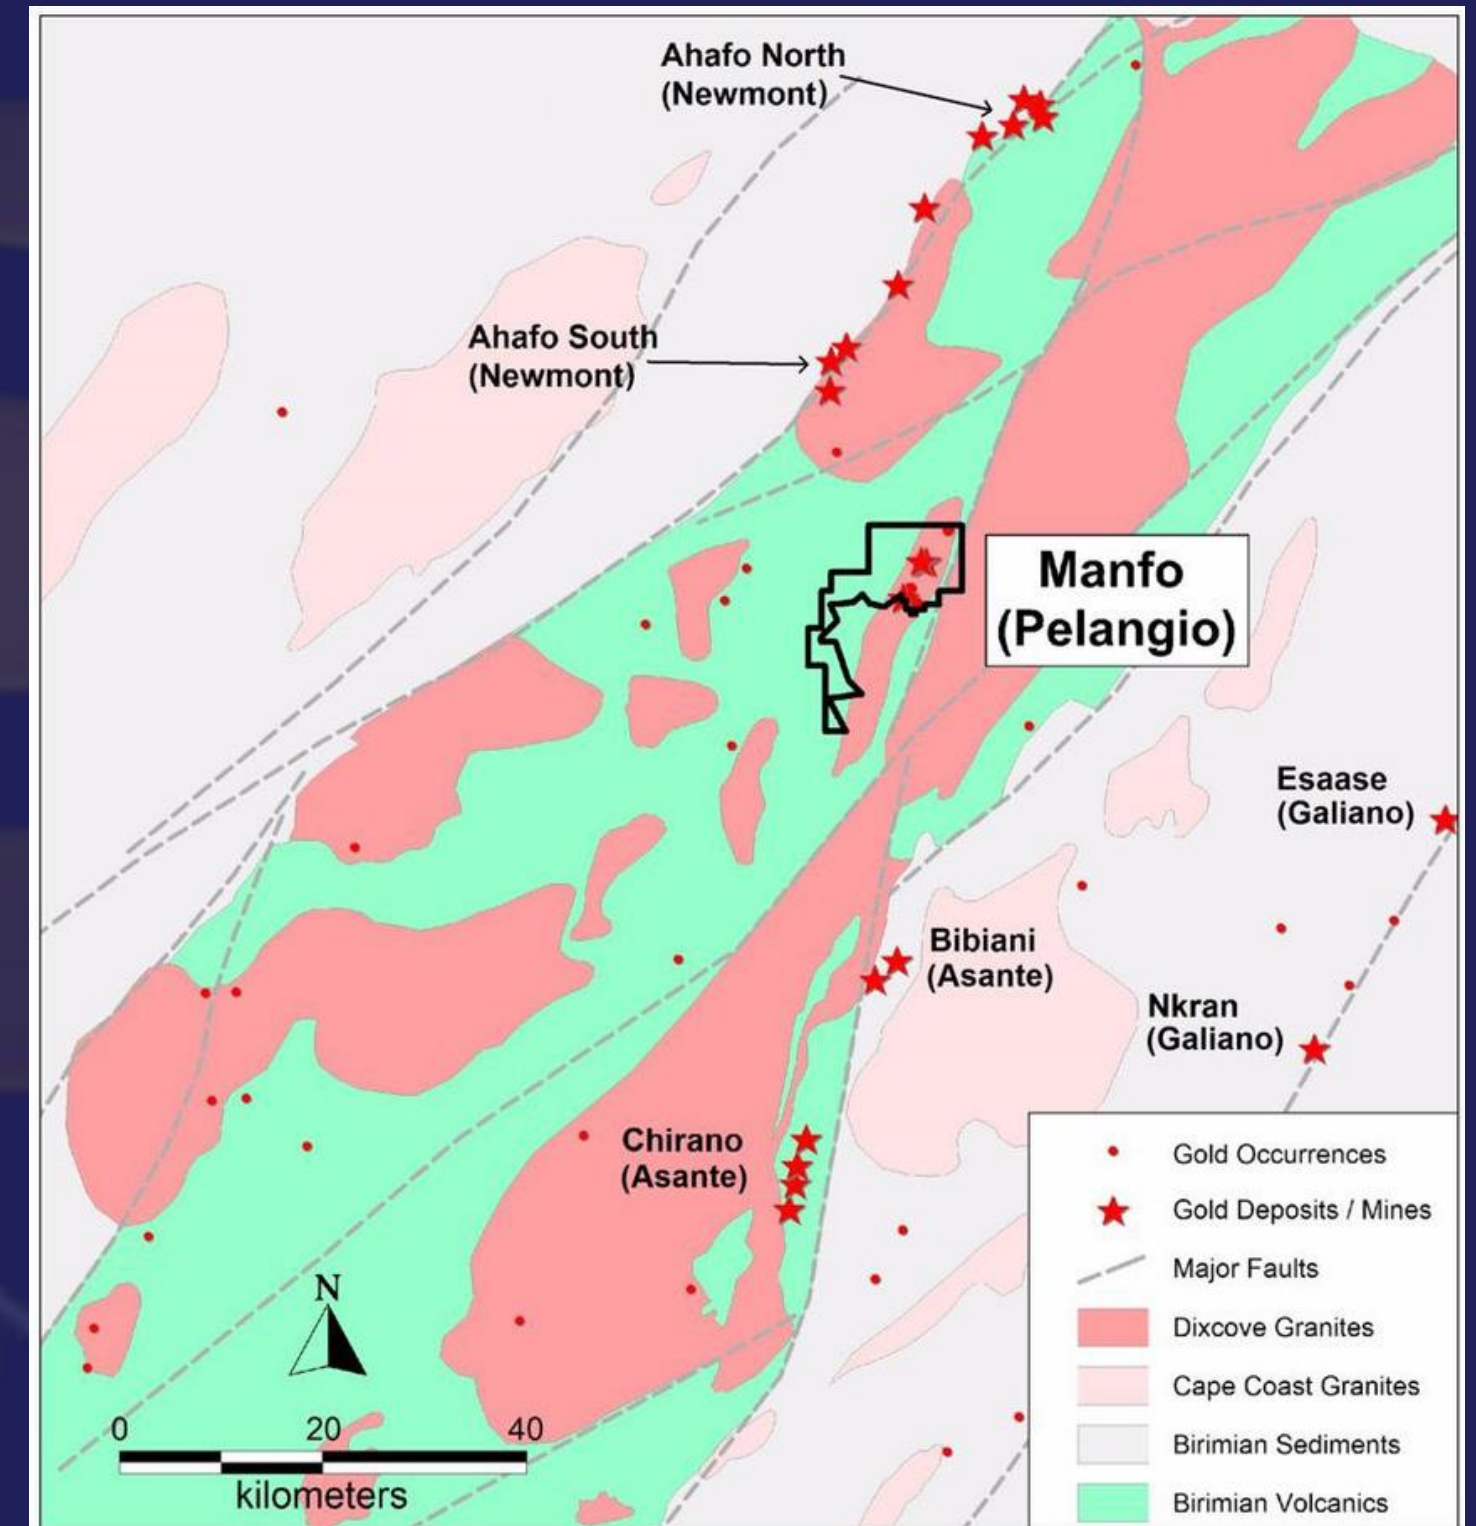 Ahafo North
(Newmont)
Ahafo South
(Newmont)
Manfo
(Pelangio)
Esaase
(Galiano)
Bibiani
(Asante)
Nkran
(Galiano)
Chirano
(Asante)
N
0 20 40
kilometers
Gold Occurrences
Gold Deposits / Mines
Major Faults
Dixcove Granites
Cape Coast Granites
Birimian Sediments
Birimian Volcanics